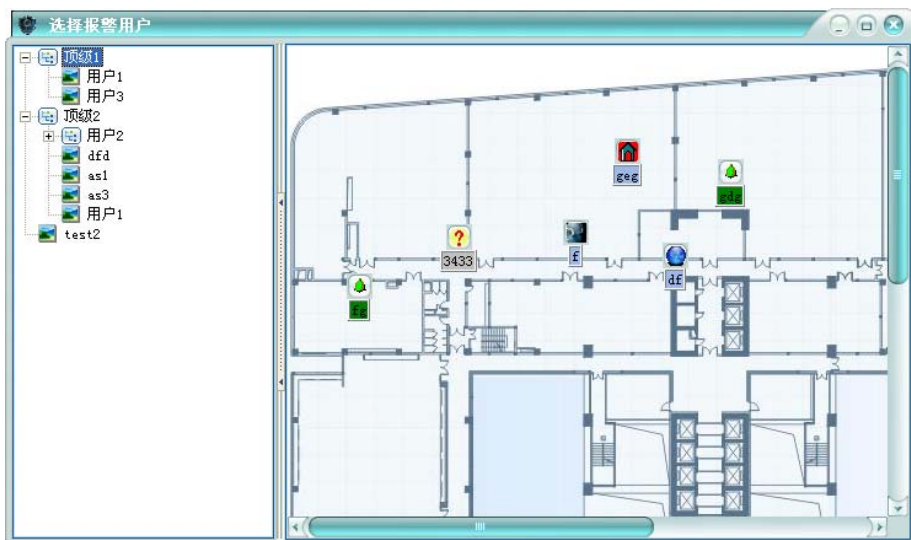 选择报警用户
顶级1
用户1
用户3
顶级2
用户2
dfd
as1
as3
用户1
test2
geg
gdg
f
3433
df
fg